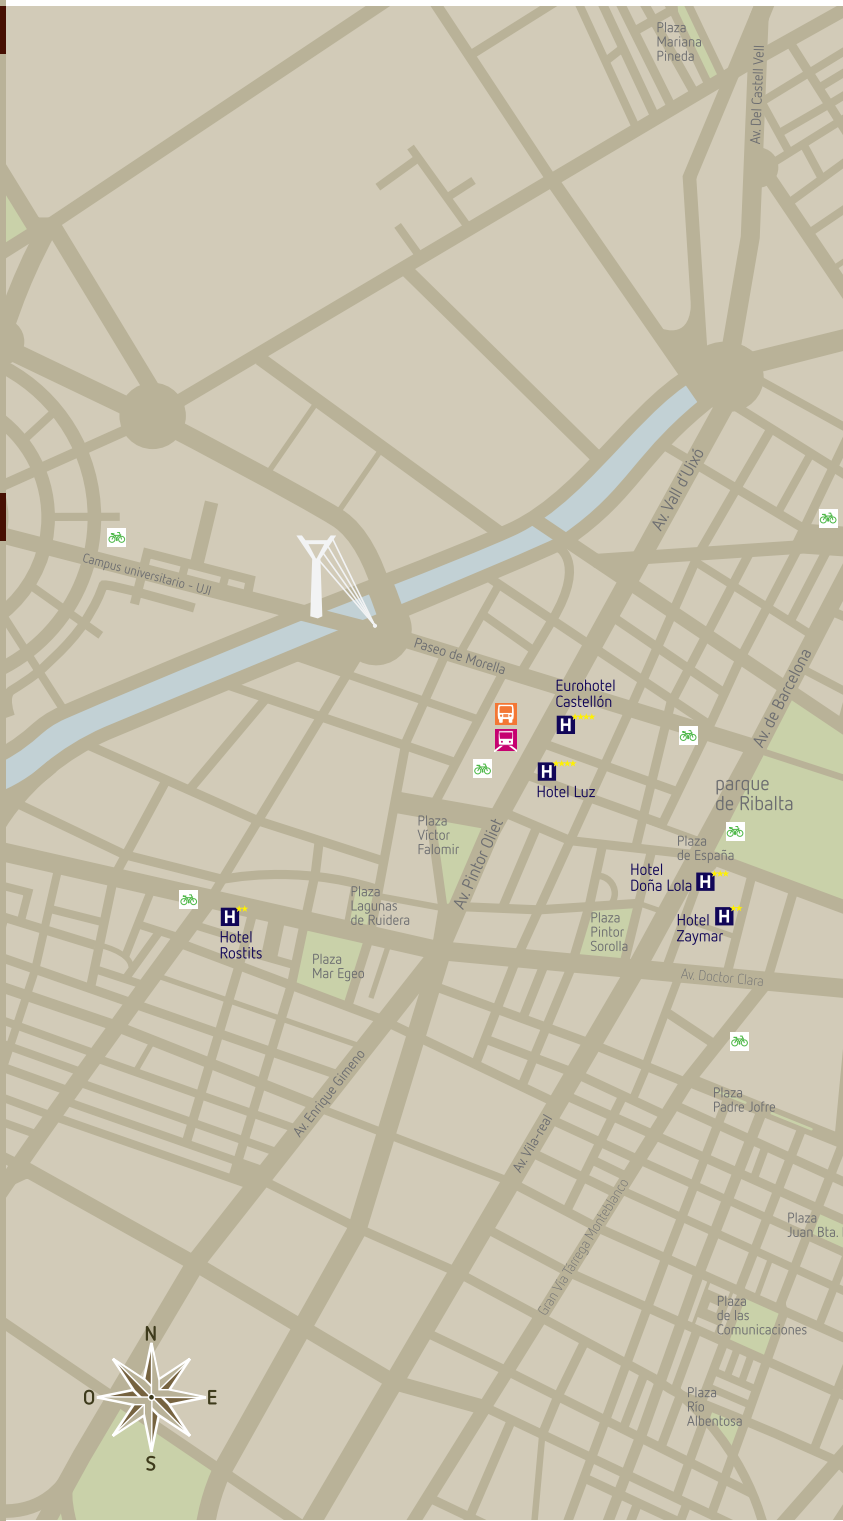 Plaza
Mariana
Pineda
Av. Del Castell Vell
Av. Vall d'Uixó
Campus universitario - UJI
Paseo de Morella
Av. de Barcelona
Eurohotel
Castellón
H
H
Hotel Luz
parque
de Ribalta
Plaza
Víctor
Falomir
Av. Pintor Oliet
Plaza
de España
Hotel
Doña Lola
H
Plaza
Lagunas
de Ruidera
H
Hotel
Rostits
Plaza
Pintor
Sorolla
Hotel
Zaymar
H
Plaza
Mar Egeo
Av. Doctor Clara
Av. Enrique Gimeno
Plaza
Padre Jofre
Av. Vila-real
Gran Vía Tárrega Monteblanco
Plaza
Juan Bta.
Plaza
de las
Comunicaciones
Plaza
Río
Albentosa
N
O
E
S